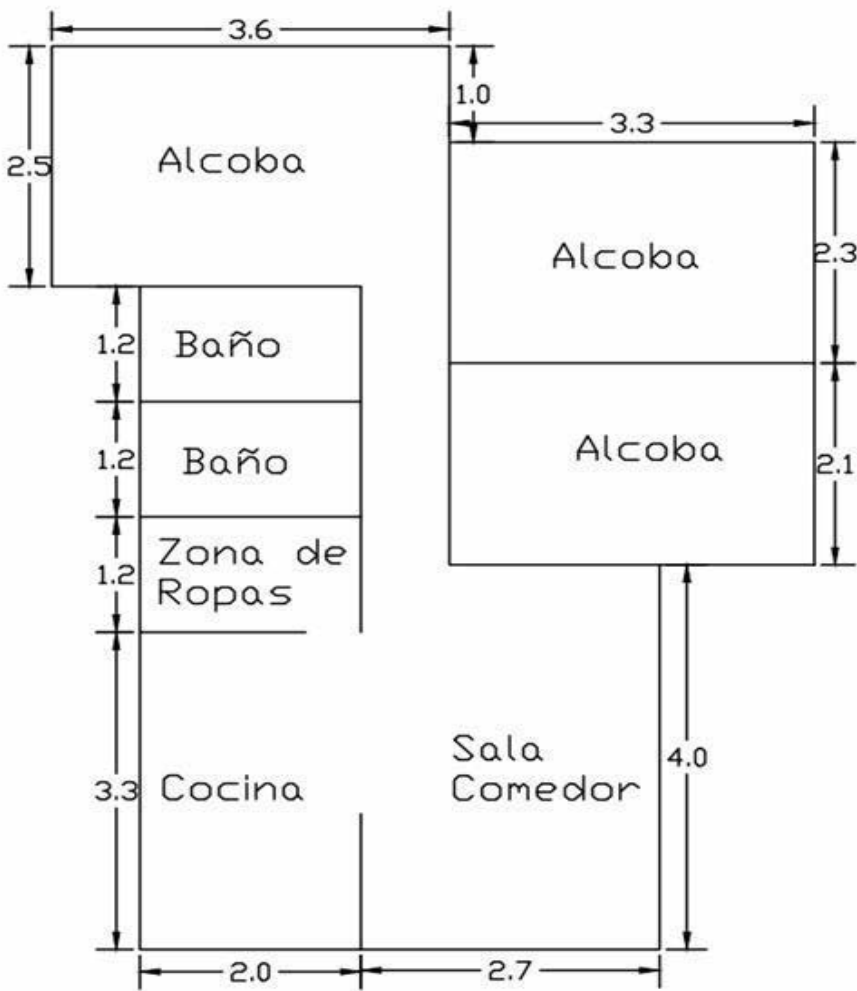 3.6
1.0
3.3
2.5
Alcoba
Alcoba
2.3
1.2
Baño
Alcoba
2.1
1.2
Baño
1.2
Zona de
Ropas
3.3
Cocina
Sala
Comedor
4.0
2.0
2.7